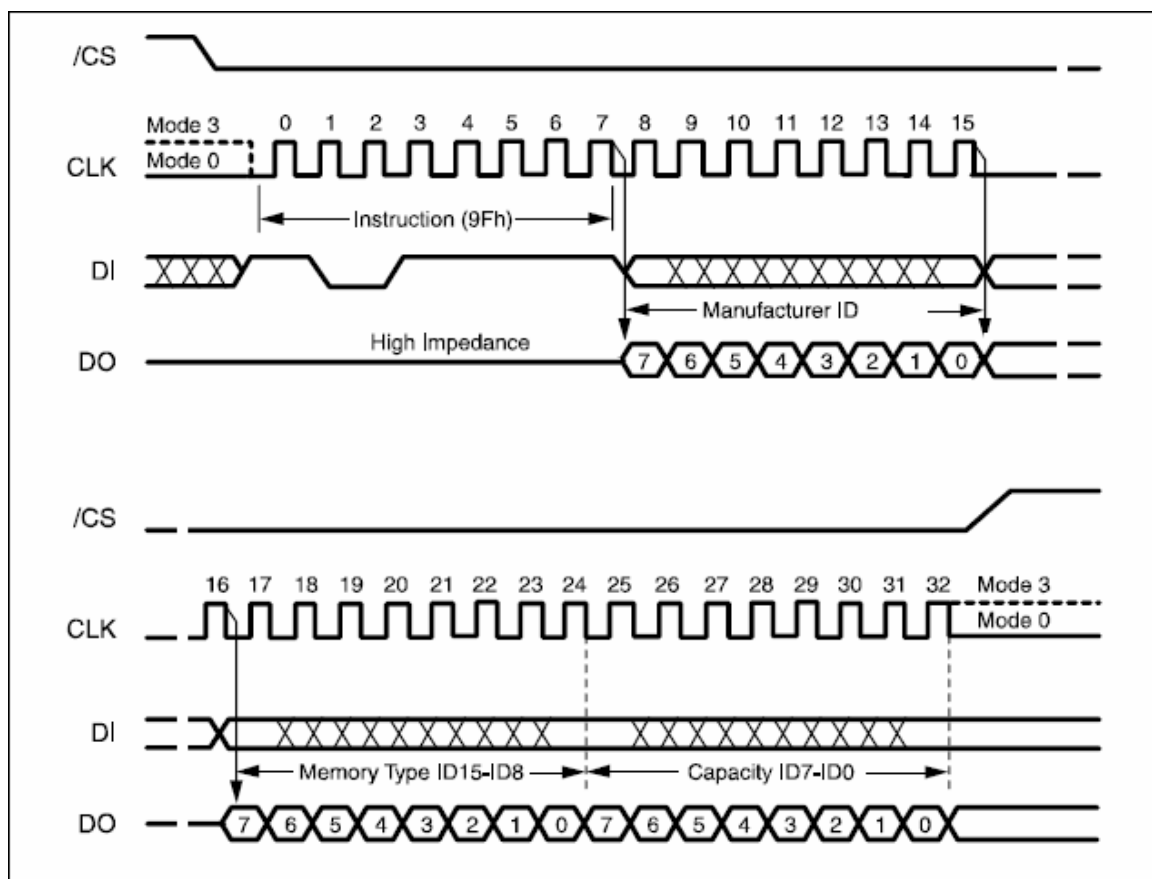 /CS
Mode 3 0 1 2 3 4 5 6 7 8 9 10 11 12 13 14 15
CLK Mode 0
Instruction (9Fh)
DI
Manufacturer ID
High Impedance
DO 7 6 5 4 3 2 1 0
/CS
16 17 18 19 20 21 22 23 24 25 26 27 28 29 30 31 32 Mode 3
CLK Mode 0
DI
Memory Type ID15-ID8 Capacity ID7-ID0
DO 7 6 5 4 3 2 1 0 7 6 5 4 3 2 1 0